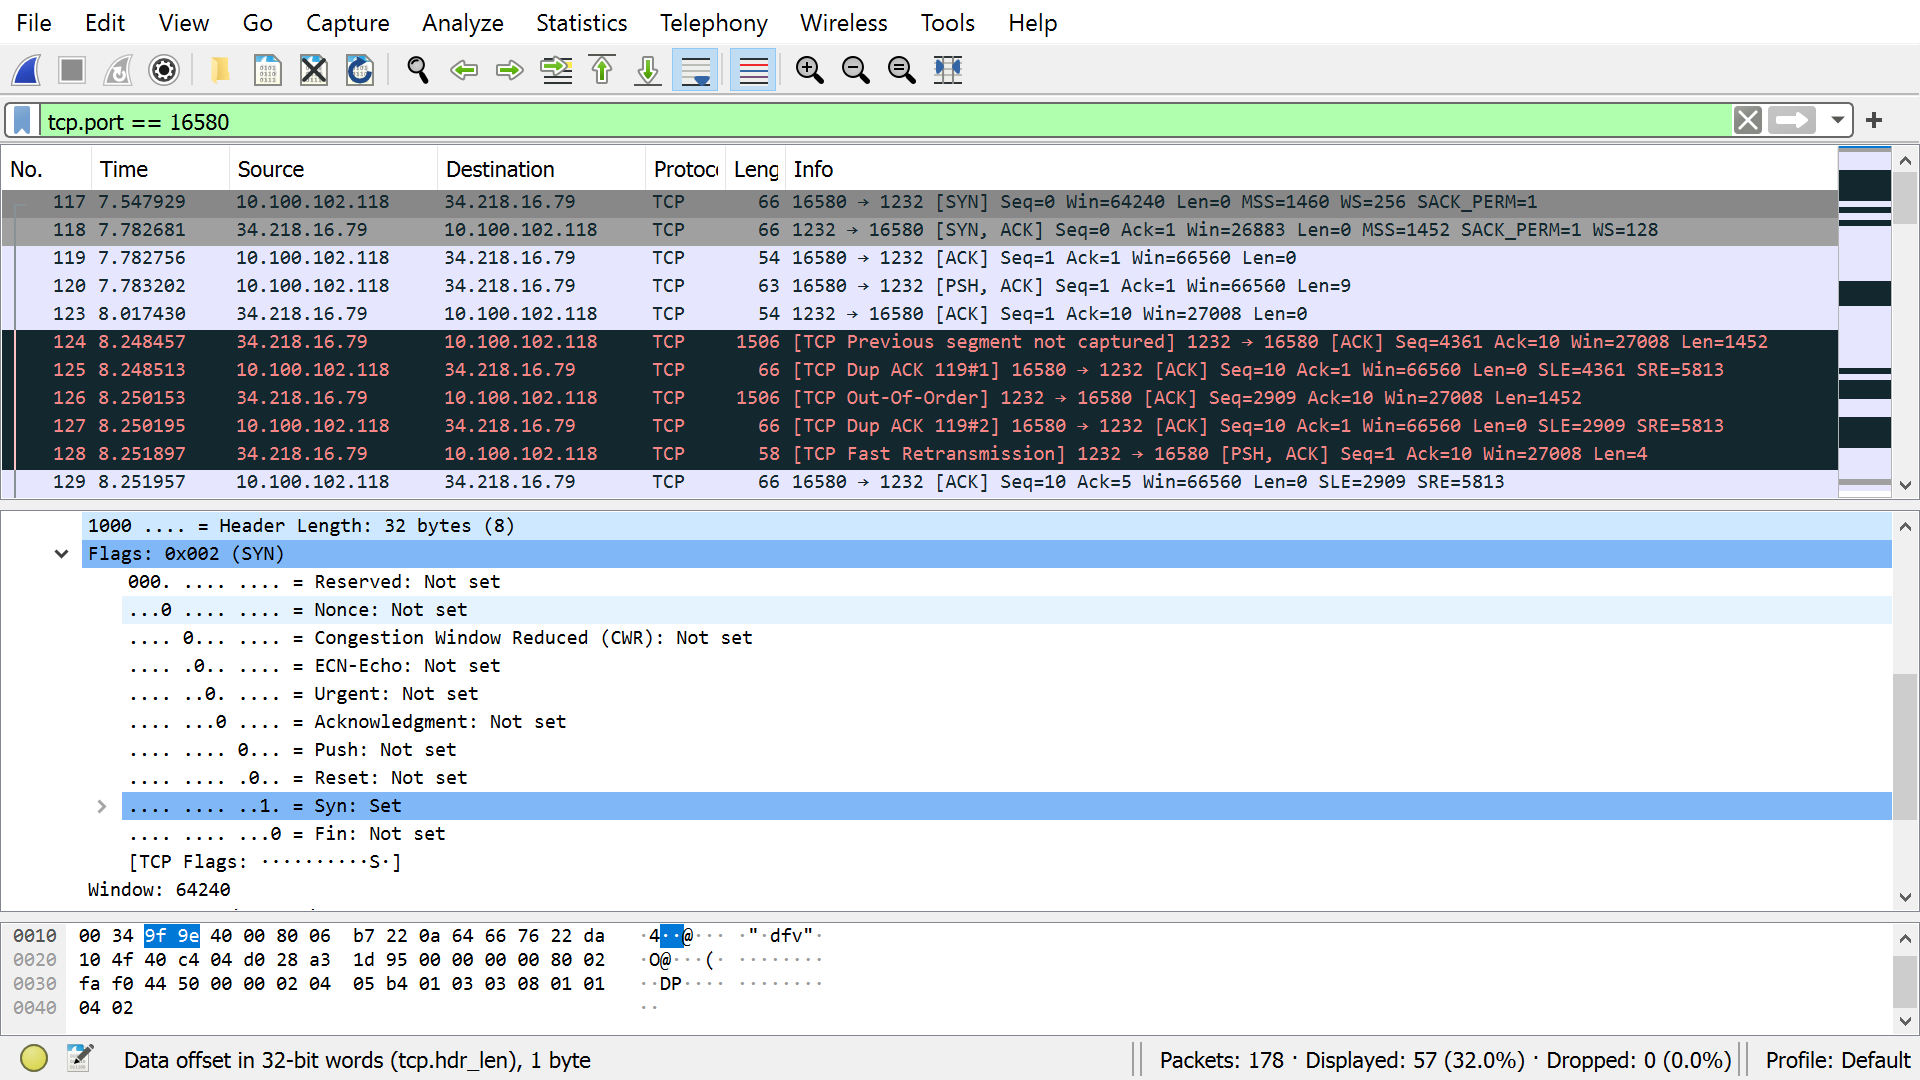 File Edit View Go Capture Analyze Statistics Telephony Wireless Tools Help
tcp.port == 16580
No. Time Source Destination Protoc Leng Info
117 7.547929 10.100.102.118 34.218.16.79 TCP 66 16580 → 1232 [SYN] Seq=0 Win=64240 Len=0 MSS=1460 WS=256 SACK_PERM=1
118 7.782681 34.218.16.79 10.100.102.118 TCP 66 1232 → 16580 [SYN, ACK] Seq=0 Ack=1 Win=26883 Len=0 MSS=1452 SACK_PERM=1 WS=128
119 7.782756 10.100.102.118 34.218.16.79 TCP 54 16580 → 1232 [ACK] Seq=1 Ack=1 Win=66560 Len=0
120 7.783202 10.100.102.118 34.218.16.79 TCP 63 16580 → 1232 [PSH, ACK] Seq=1 Ack=1 Win=66560 Len=9
123 8.017430 34.218.16.79 10.100.102.118 TCP 54 1232 → 16580 [ACK] Seq=1 Ack=10 Win=27008 Len=0
124 8.248457 34.218.16.79 10.100.102.118 TCP 1506 [TCP Previous segment not captured] 1232 → 16580 [ACK] Seq=4361 Ack=10 Win=27008 Len=1452
125 8.248513 10.100.102.118 34.218.16.79 TCP 66 [TCP Dup ACK 119#1] 16580 → 1232 [ACK] Seq=10 Ack=1 Win=66560 Len=0 SLE=4361 SRE=5813
126 8.250153 34.218.16.79 10.100.102.118 TCP 1506 [TCP Out-Of-Order] 1232 → 16580 [ACK] Seq=2909 Ack=10 Win=27008 Len=1452
127 8.250195 10.100.102.118 34.218.16.79 TCP 66 [TCP Dup ACK 119#2] 16580 → 1232 [ACK] Seq=10 Ack=1 Win=66560 Len=0 SLE=2909 SRE=5813
128 8.251897 34.218.16.79 10.100.102.118 TCP 58 [TCP Fast Retransmission] 1232 → 16580 [PSH, ACK] Seq=1 Ack=10 Win=27008 Len=4
129 8.251957 10.100.102.118 34.218.16.79 TCP 66 16580 → 1232 [ACK] Seq=10 Ack=5 Win=66560 Len=0 SLE=2909 SRE=5813
1000 .... = Header Length: 32 bytes (8)
Flags: 0x002 (SYN)
000. .... .... = Reserved: Not set
...0 .... .... = Nonce: Not set
.... 0... .... = Congestion Window Reduced (CWR): Not set
.... .0.. .... = ECN-Echo: Not set
.... ..0. .... = Urgent: Not set
.... ...0 .... = Acknowledgment: Not set
.... .... 0... = Push: Not set
.... .... .0.. = Reset: Not set
.... .... ..1. = Syn: Set
.... .... ...0 = Fin: Not set
[TCP Flags: ··········S·]
Window: 64240
0010 00 34 9f 9e 40 00 80 06 b7 22 0a 64 66 76 22 da ·4··@··· ·"·dfv"·
0020 10 4f 40 c4 04 d0 28 a3 1d 95 00 00 00 00 80 02 ·O@···(· ········
0030 fa f0 44 50 00 00 02 04 05 b4 01 03 03 08 01 01 ··DP···· ········
0040 04 02 ··
Data offset in 32-bit words (tcp.hdr_len), 1 byte Packets: 178 · Displayed: 57 (32.0%) · Dropped: 0 (0.0%) Profile: Default